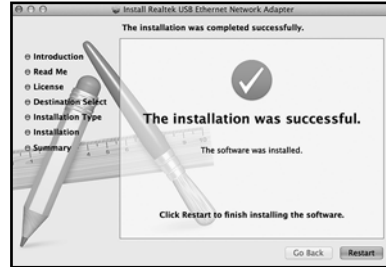 Install Realtek USB Ethernet Network Adapter
The installation was completed successfully.
Introduction
Read Me
License
Destination Select
Installation Type
Installation
Summary
The installation was successful.
The software was installed.
Click Restart to finish installing the software.
Go Back
Restart